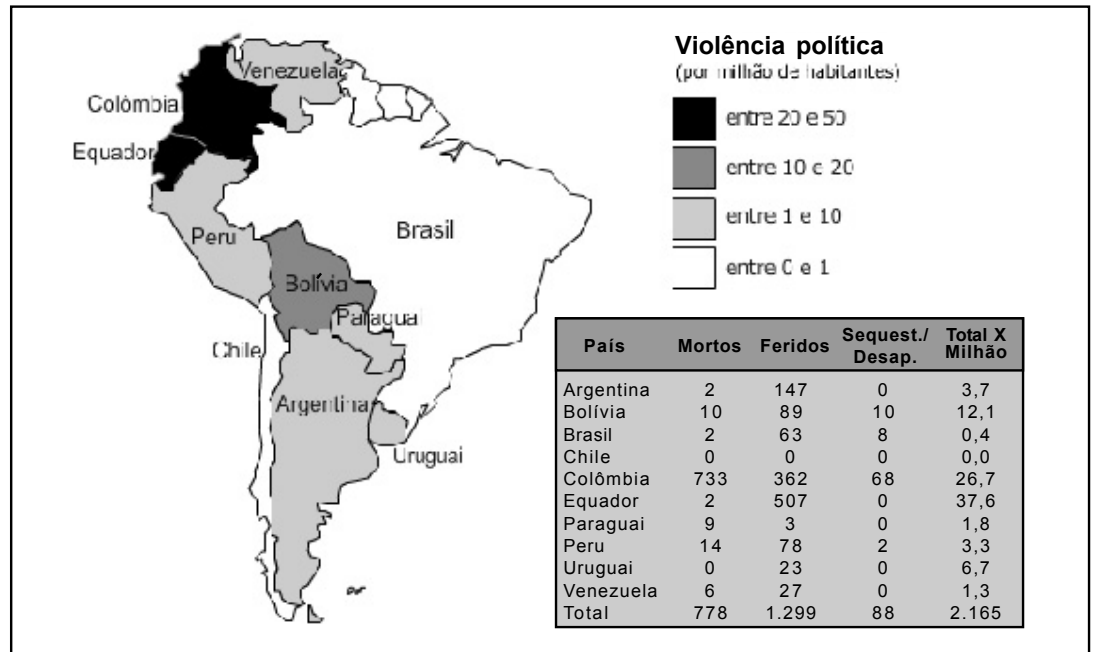 Violência política
(por milhão de habitantes)
entre 20 e 50
entre 10 e 20
entre 1 e 10
entre 0 e 1
Venezuela
Colômbia
Equador
Peru
Brasil
Bolívia
Paraguai
Chile
Argentina
Uruguai
País Mortos Feridos Sequest./Desap. Total X Milhão
Argentina 2 147 0 3,7
Bolívia 10 89 10 12,1
Brasil 2 63 8 0,4
Chile 0 0 0 0,0
Colômbia 733 362 68 26,7
Equador 2 507 0 37,6
Paraguai 9 3 0 1,8
Peru 14 78 2 3,3
Uruguai 0 23 0 6,7
Venezuela 6 27 0 1,3
Total 778 1.299 88 2.165